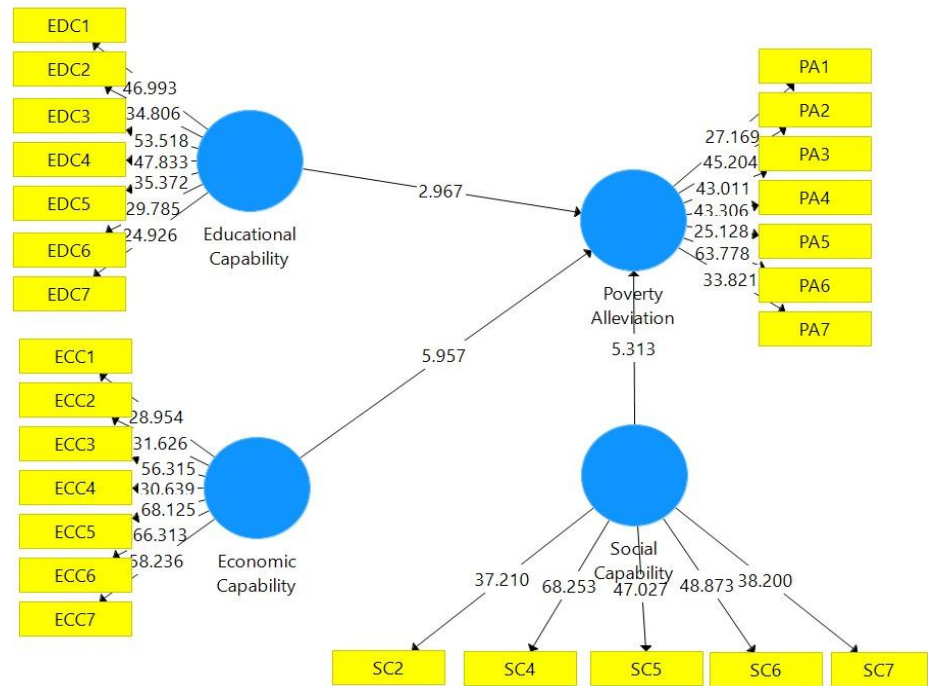 EDC1
EDC2
EDC3
EDC4
EDC5
EDC6
EDC7
46.993
34.806
53.518
47.833
35.372
29.785
24.926
Educational
Capability
2.967
PA1
PA2
PA3
PA4
PA5
PA6
PA7
27.169
45.204
43.011
43.306
25.128
63.778
33.821
Poverty
Alleviation
5.957
5.313
ECC1
ECC2
ECC3
ECC4
ECC5
ECC6
ECC7
28.954
31.626
56.315
30.639
68.125
66.313
58.236
Economic
Capability
Social
Capability
37.210
68.253
47.027
48.873
38.200
SC2
SC4
SC5
SC6
SC7